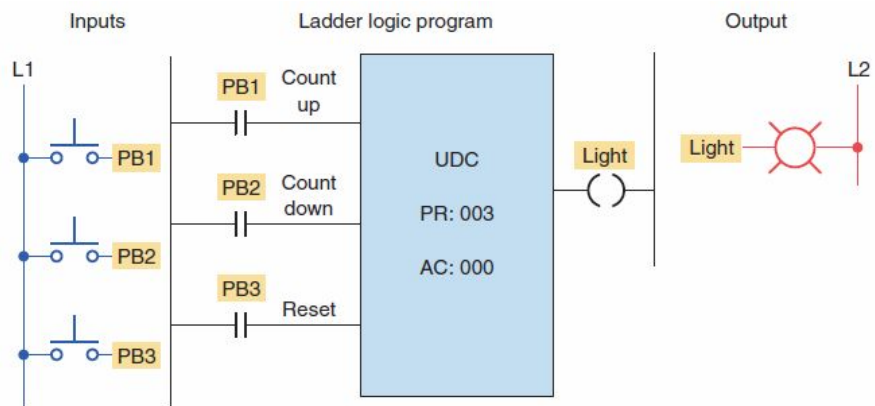 Inputs
Ladder logic program
Output
L1
L2
PB1
Count
up
PB1
UDC
Light
Light
PB2
Count
down
PR: 003
PB2
AC: 000
PB3
Reset
PB3